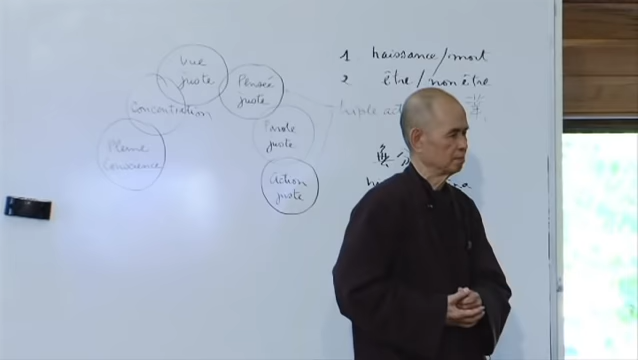 Vue
juste
Pensée
juste
Concentration
Parole
juste
Pleine
Conscience
Action
juste
1 naissance/mort
2 être/non être
triple
業